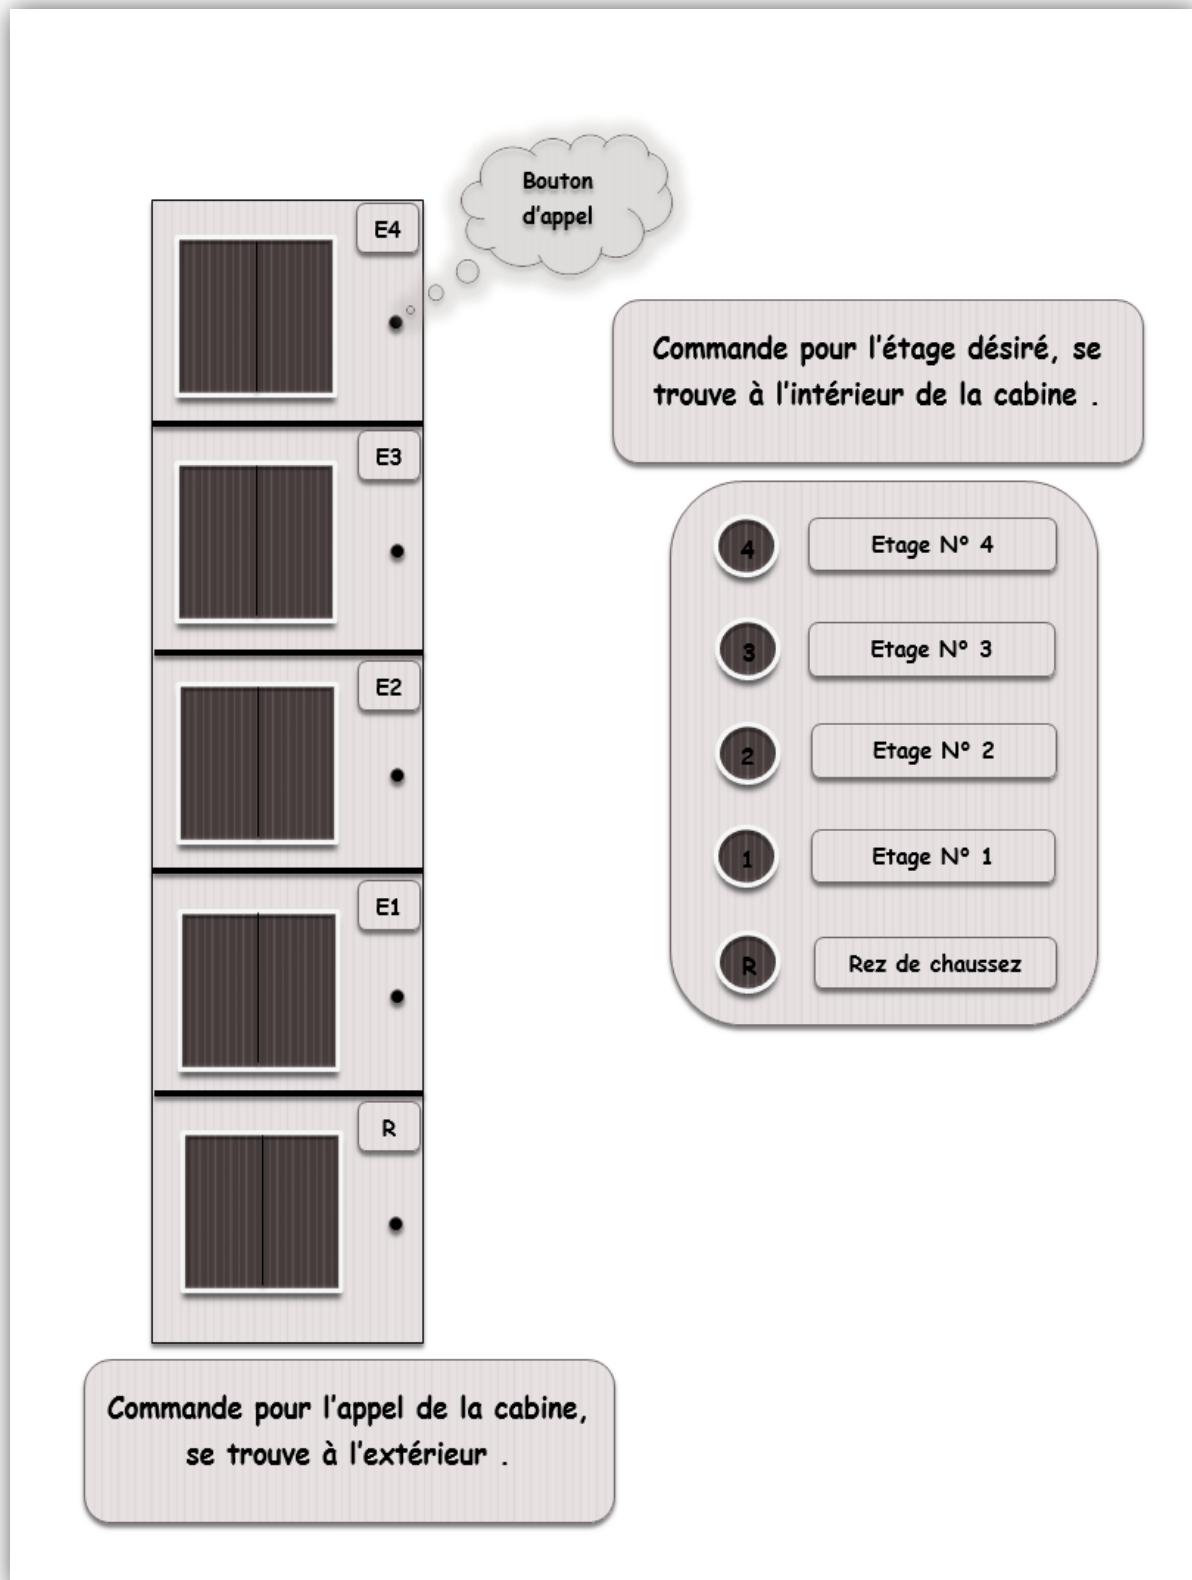 Bouton
d'appel
E4
Commande pour l'étage désiré, se
trouve à l'intérieur de la cabine .
E3
4 Etage N° 4
3 Etage N° 3
E2
2 Etage N° 2
1 Etage N° 1
E1
R Rez de chaussez
R
Commande pour l'appel de la cabine,
se trouve à l'extérieur .